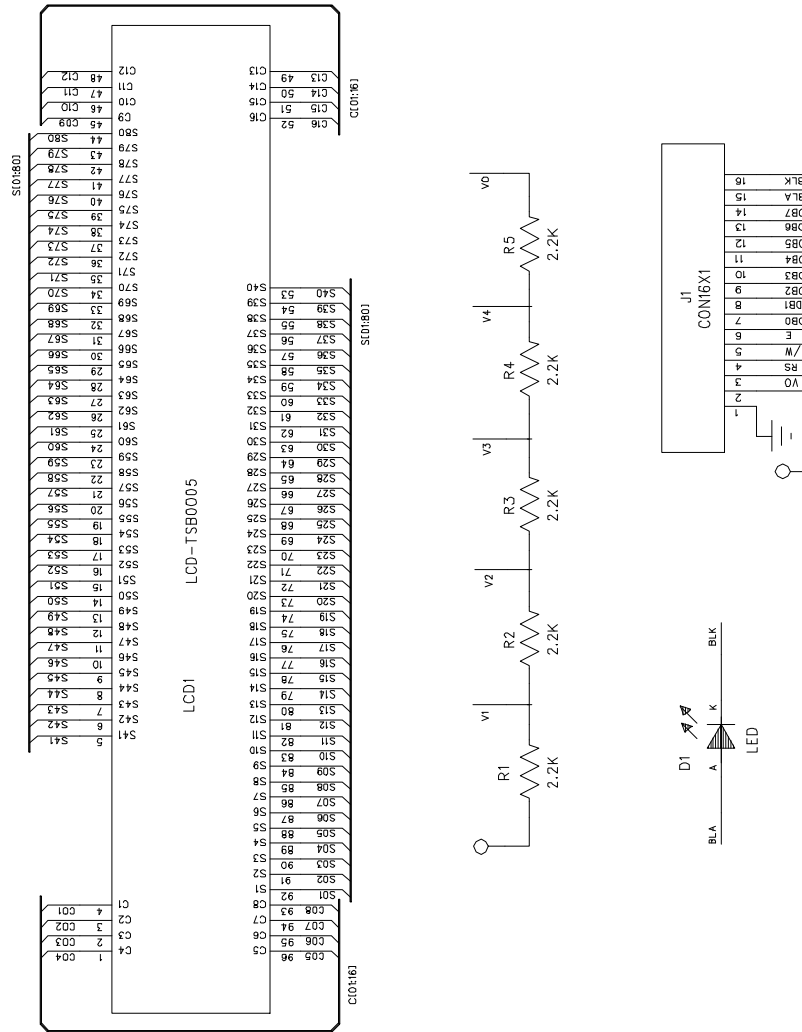 C[01:16]
S[01:80]
C12 48 C12
C11 47 C11
C10 46 C10
C09 45 C9
S80 44 S80
S79 43 S79
S78 42 S78
S77 41 S77
S76 40 S76
S75 39 S75
S74 38 S74
S73 37 S73
S72 36 S72
S71 35 S71
S70 34 S70
S69 33 S69
S68 32 S68
S67 31 S67
S66 30 S66
S65 29 S65
S64 28 S64
S63 27 S63
S62 26 S62
S61 25 S61
S60 24 S60
S59 23 S59
S58 22 S58
S57 21 S57
S56 20 S56
S55 19 S55
S54 18 S54
S53 17 S53
S52 16 S52
S51 15 S51
S50 14 S50
S49 13 S49
S48 12 S48
S47 11 S47
S46 10 S46
S45 9 S45
S44 8 S44
S43 7 S43
S42 6 S42
S41 5 S41
C01 4 C1
C02 3 C2
C03 2 C3
C04 1 C4
LCD1
LCD-TSB0005
C13 49 C13
C14 50 C14
C15 51 C15
C16 52 C16
S40 53 S40
S39 54 S39
S38 55 S38
S37 56 S37
S36 57 S36
S35 58 S35
S34 59 S34
S33 60 S33
S32 61 S32
S31 62 S31
S30 63 S30
S29 64 S29
S28 65 S28
S27 66 S27
S26 67 S26
S25 68 S25
S24 69 S24
S23 70 S23
S22 71 S22
S21 72 S21
S20 73 S20
S19 74 S19
S18 75 S18
S17 76 S17
S16 77 S16
S15 78 S15
S14 79 S14
S13 80 S13
S12 81 S12
S11 82 S11
S10 83 S10
S9 84 S09
S8 85 S08
S7 86 S07
S6 87 S06
S5 88 S05
S4 89 S04
S3 90 S03
S2 91 S02
S1 92 S01
C8 93 C08
C7 94 C07
C6 95 C06
C5 96 C05
S[01:80]
C[01:16]
V0
R5
2.2K
V4
R4
2.2K
V3
R3
2.2K
V2
R2
2.2K
V1
R1
2.2K
J1
CON16X1
16 BLK
15 BLA
14 DB7
13 DB6
12 DB5
11 DB4
10 DB3
9 DB2
8 DB1
7 DB0
6 E
5 /W
4 RS
3 V0
2
1
BLK
K
D1
LED
A
BLA